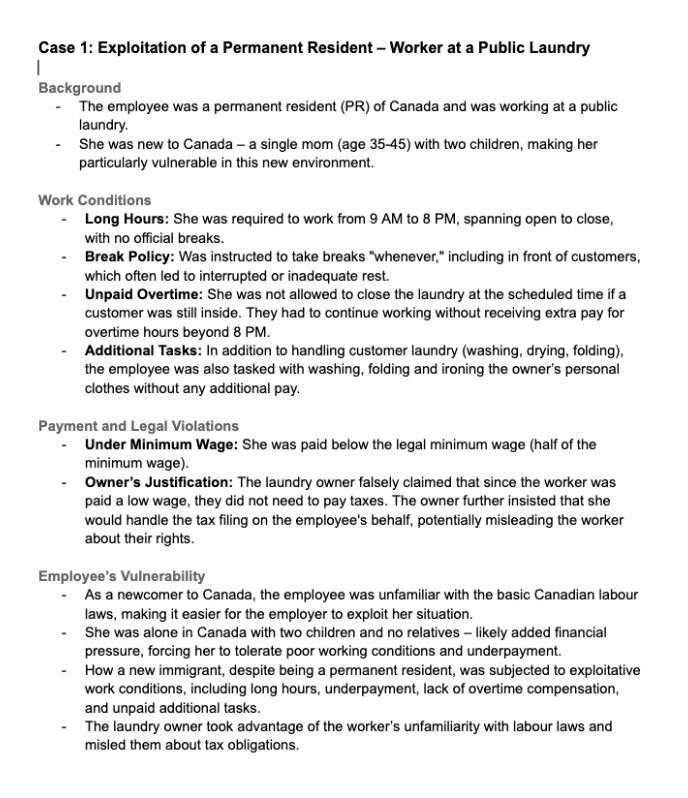 Case 1: Exploitation of a Permanent Resident – Worker at a Public Laundry
Background
- The employee was a permanent resident (PR) of Canada and was working at a public
laundry.
- She was new to Canada – a single mom (age 35-45) with two children, making her
particularly vulnerable in this new environment.
Work Conditions
- Long Hours: She was required to work from 9 AM to 8 PM, spanning open to close,
with no official breaks.
- Break Policy: Was instructed to take breaks "whenever," including in front of customers,
which often led to interrupted or inadequate rest.
- Unpaid Overtime: She was not allowed to close the laundry at the scheduled time if a
customer was still inside. They had to continue working without receiving extra pay for
overtime hours beyond 8 PM.
- Additional Tasks: In addition to handling customer laundry (washing, drying, folding),
the employee was also tasked with washing, folding and ironing the owner's personal
clothes without any additional pay.
Payment and Legal Violations
- Under Minimum Wage: She was paid below the legal minimum wage (half of the
minimum wage).
- Owner's Justification: The laundry owner falsely claimed that since the worker was
paid a low wage, they did not need to pay taxes. The owner further insisted that she
would handle the tax filing on the employee's behalf, potentially misleading the worker
about their rights.
Employee's Vulnerability
- As a newcomer to Canada, the employee was unfamiliar with the basic Canadian labour
laws, making it easier for the employer to exploit her situation.
- She was alone in Canada with two children and no relatives – likely added financial
pressure, forcing her to tolerate poor working conditions and underpayment.
- How a new immigrant, despite being a permanent resident, was subjected to exploitative
work conditions, including long hours, underpayment, lack of overtime compensation,
and unpaid additional tasks.
- The laundry owner took advantage of the worker's unfamiliarity with labour laws and
misled them about tax obligations.